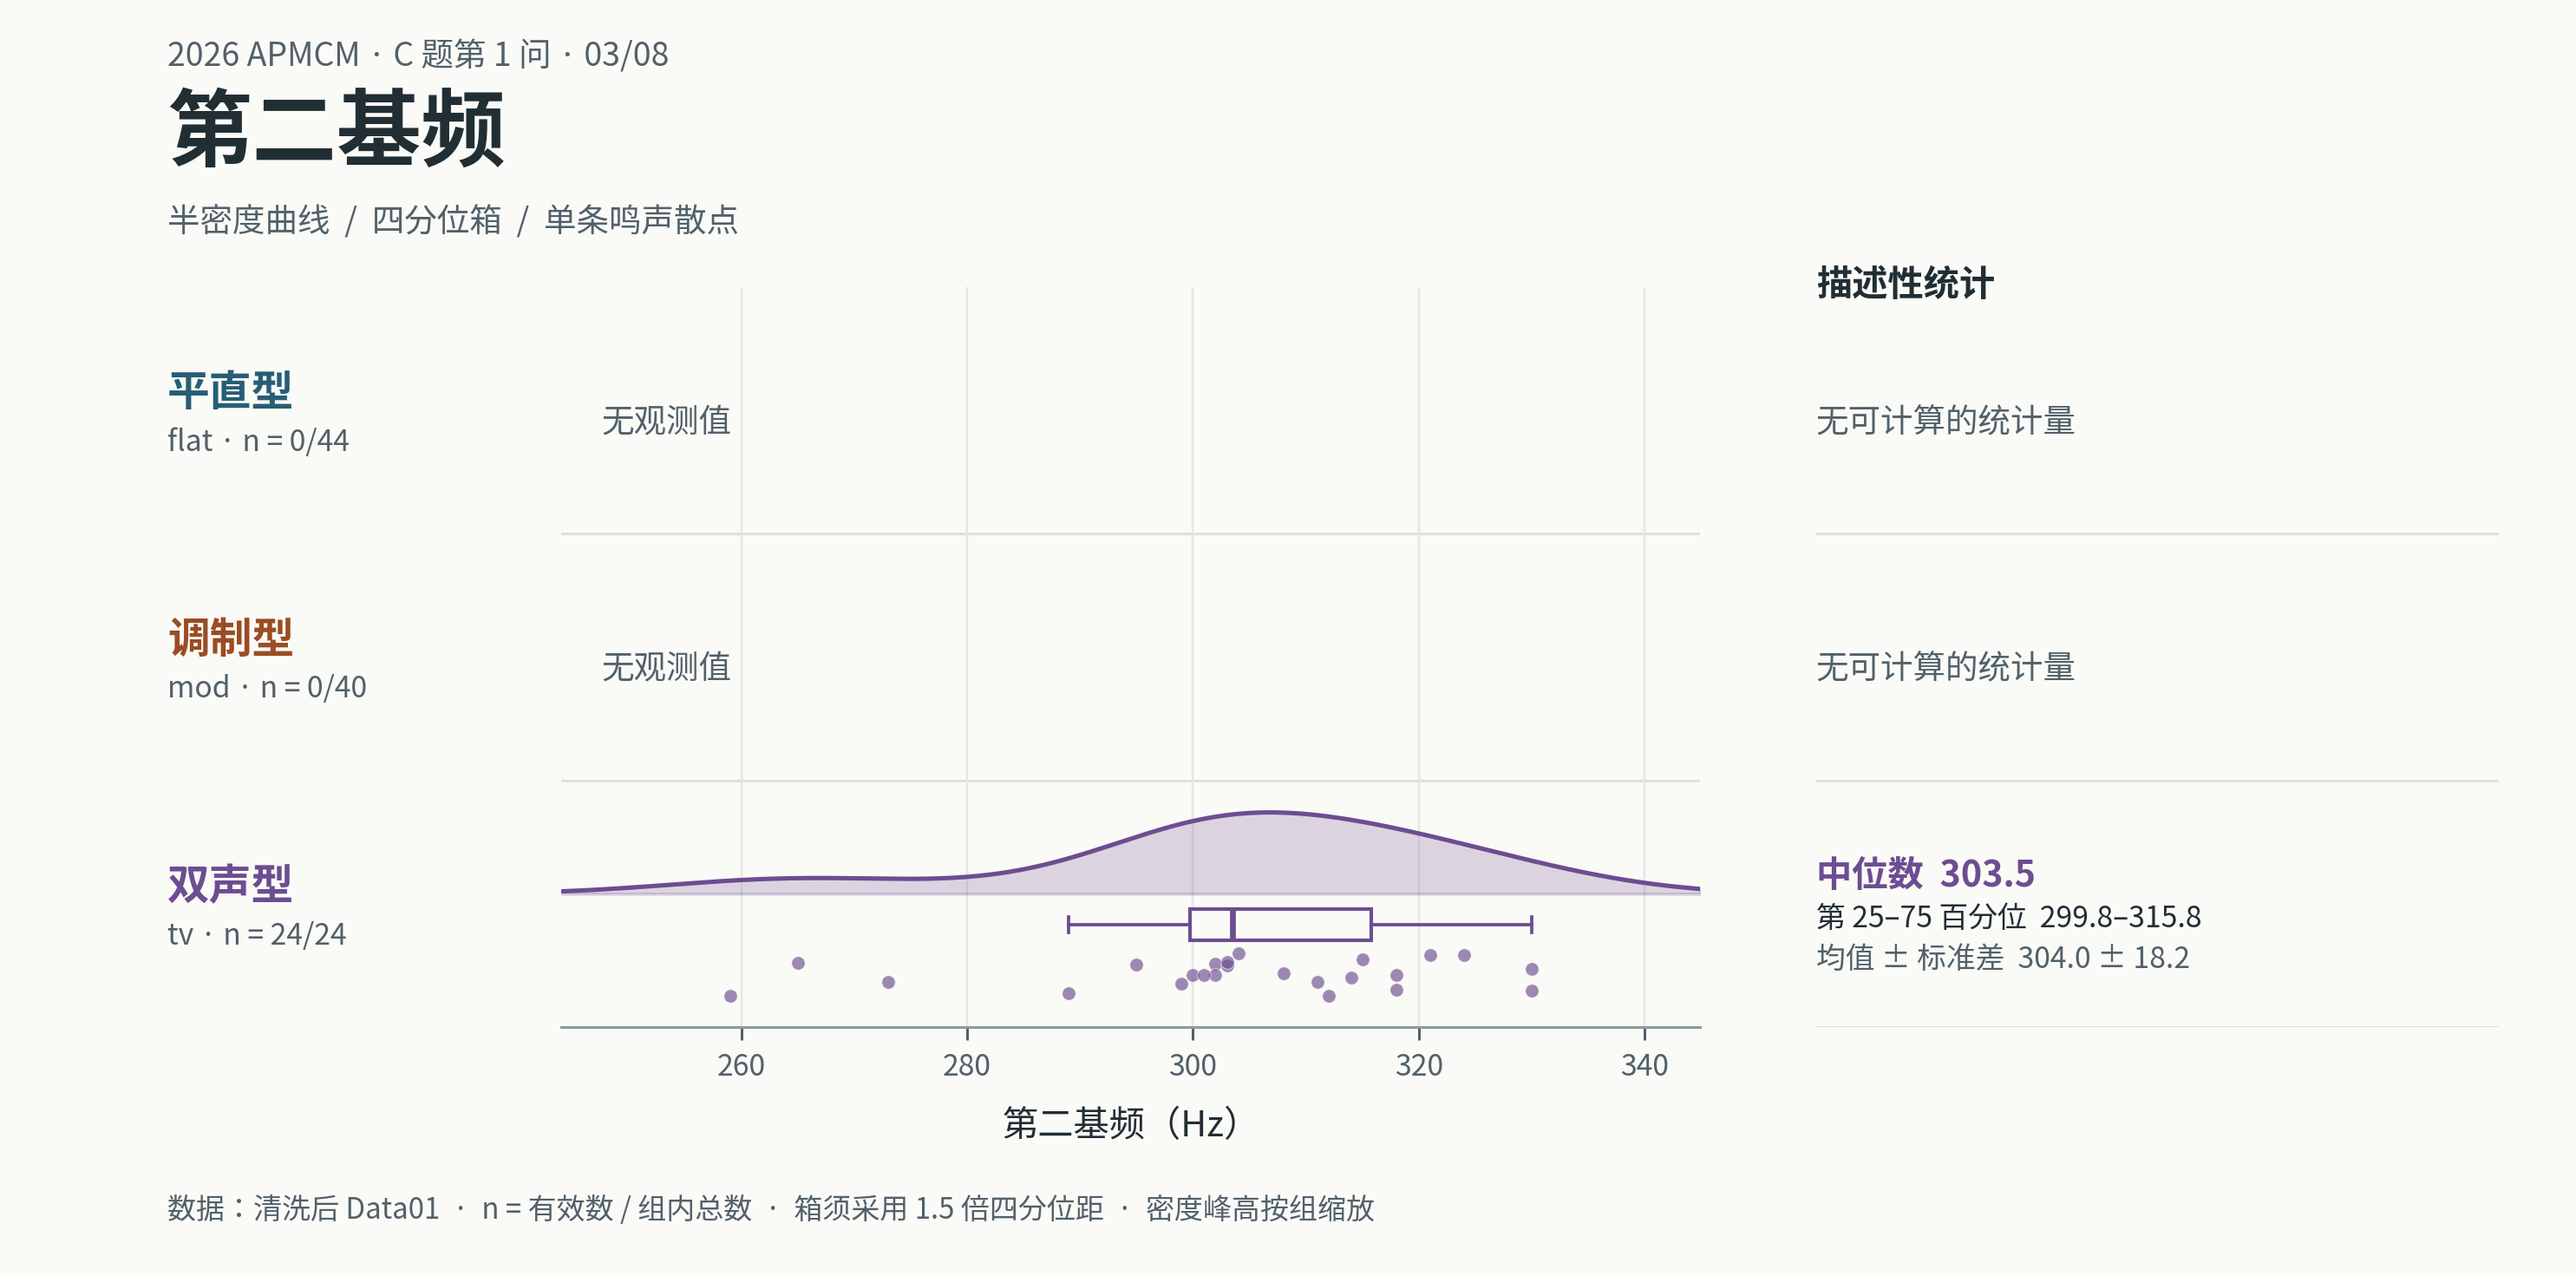 2026 APMCM · C 题第 1 问 · 03/08
第二基频
半密度曲线 / 四分位箱 / 单条鸣声散点
描述性统计
平直型
flat · n = 0/44
无观测值
无可计算的统计量
调制型
mod · n = 0/40
无观测值
无可计算的统计量
双声型
tv · n = 24/24
中位数 303.5
第 25–75 百分位 299.8–315.8
均值 ± 标准差 304.0 ± 18.2
260 280 300 320 340
第二基频（Hz）
数据：清洗后 Data01 · n = 有效数 / 组内总数 · 箱须采用 1.5 倍四分位距 · 密度峰高按组缩放